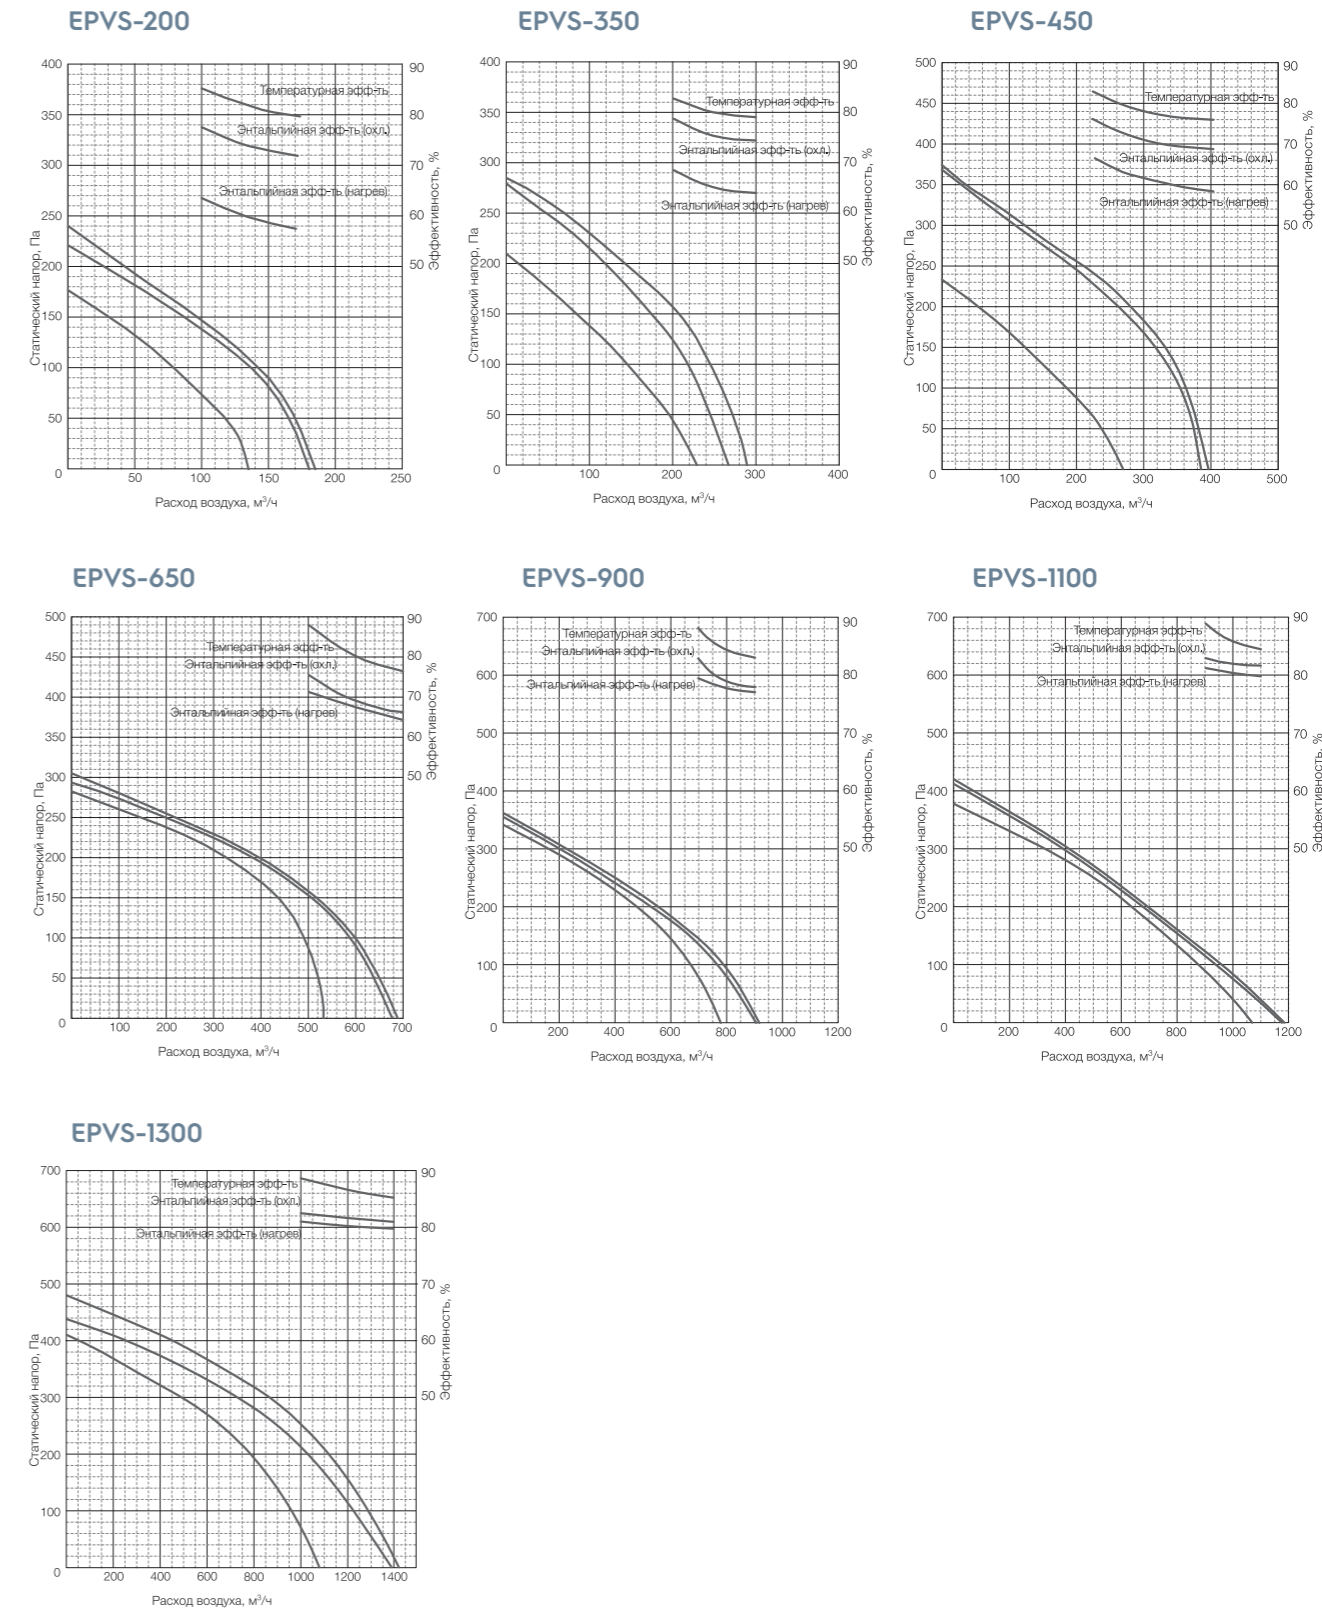 EPVS-200
400
350
300
250
200
150
100
50
0
50
100
150
200
250
90
80
70
60
50
Температурная эфф-ть
Энтальпийная эфф-ть (охл.)
Энтальпийная эфф-ть (нагрев)
Статический напор, Па
Эффективность, %
Расход воздуха, м³/ч
EPVS-350
400
350
300
250
200
150
100
50
0
100
200
300
400
90
80
70
60
50
Температурная эфф-ть
Энтальпийная эфф-ть (охл.)
Энтальпийная эфф-ть (нагрев)
Статический напор, Па
Эффективность, %
Расход воздуха, м³/ч
EPVS-450
500
450
400
350
300
250
200
150
100
50
0
100
200
300
400
500
90
80
70
60
50
Температурная эфф-ть
Энтальпийная эфф-ть (охл.)
Энтальпийная эфф-ть (нагрев)
Статический напор, Па
Эффективность, %
Расход воздуха, м³/ч
EPVS-650
500
450
400
350
300
250
200
150
100
50
0
100
200
300
400
500
600
700
90
80
70
60
50
Температурная эфф-ть
Энтальпийная эфф-ть (охл.)
Энтальпийная эфф-ть (нагрев)
Статический напор, Па
Эффективность, %
Расход воздуха, м³/ч
EPVS-900
700
600
500
400
300
200
100
0
200
400
600
800
1000
1200
90
80
70
60
50
Температурная эфф-ть
Энтальпийная эфф-ть (охл.)
Энтальпийная эфф-ть (нагрев)
Статический напор, Па
Эффективность, %
Расход воздуха, м³/ч
EPVS-1100
700
600
500
400
300
200
100
0
200
400
600
800
1000
1200
90
80
70
60
50
Температурная эфф-ть
Энтальпийная эфф-ть (охл.)
Энтальпийная эфф-ть (нагрев)
Статический напор, Па
Эффективность, %
Расход воздуха, м³/ч
EPVS-1300
700
600
500
400
300
200
100
0
200
400
600
800
1000
1200
1400
90
80
70
60
50
Температурная эфф-ть
Энтальпийная эфф-ть (охл.)
Энтальпийная эфф-ть (нагрев)
Статический напор, Па
Эффективность, %
Расход воздуха, м³/ч